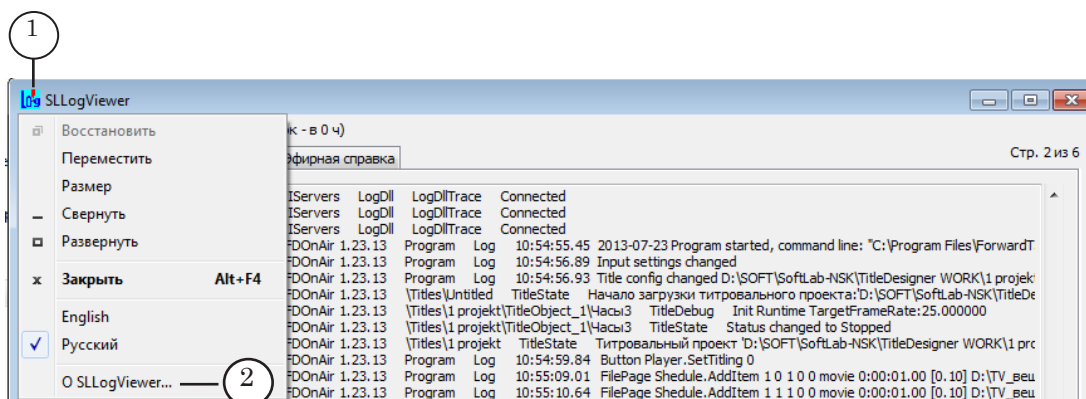 1
Log SLLogViewer
ок - в 0 ч)
Стр. 2 из 6
Эфирная справка
Восстановить
Переместить
Размер
Свернуть
Развернуть
Закрыть Alt+F4
English
Русский
О SLLogViewer... 2
IServers LogDll LogDllTrace Connected
IServers LogDll LogDllTrace Connected
IServers LogDll LogDllTrace Connected
FDOnAir 1.23.13 Program Log 10:54:55.45 2013-07-23 Program started, command line: "C:\Program Files\ForwardT
FDOnAir 1.23.13 Program Log 10:54:56.89 Input settings changed
FDOnAir 1.23.13 Program Log 10:54:56.93 Title config changed D:\SOFT\SoftLab-NSK\TitleDesigner WORK\1 projekt
FDOnAir 1.23.13 \Titles\Untitled TitleState Начало загрузки титровального проекта:'D:\SOFT\SoftLab-NSK\TitleDe
FDOnAir 1.23.13 \Titles\1 projekt\TitleObject_1\Часы3 TitleDebug Init Runtime TargetFrameRate:25.000000
FDOnAir 1.23.13 \Titles\1 projekt\TitleObject_1\Часы3 TitleState Status changed to Stopped
FDOnAir 1.23.13 \Titles\1 projekt TitleState Титровальный проект 'D:\SOFT\SoftLab-NSK\TitleDesigner WORK\1 pro
FDOnAir 1.23.13 Program Log 10:54:59.84 Button Player.SetTitling 0
FDOnAir 1.23.13 Program Log 10:55:09.01 FilePage Shedule.AddItem 1 0 1 0 0 movie 0:00:01.00 [0.10] D:\TV_вещ
FDOnAir 1.23.13 Program Log 10:55:10.64 FilePage Shedule.AddItem 1 1 1 0 0 movie 0:00:01.00 [0.10] D:\TV_вещ